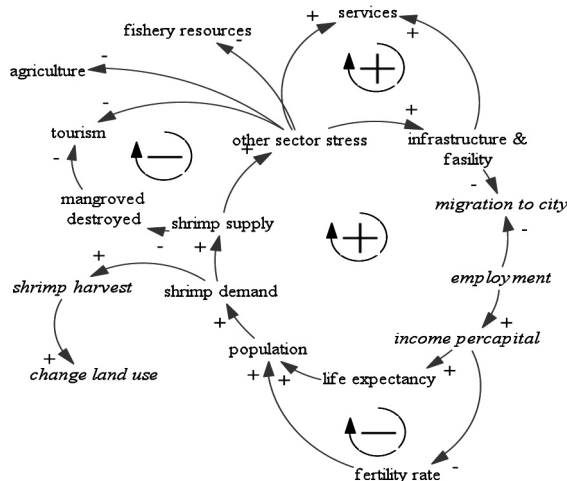 services
+
+
fishery resources
-
agriculture
-
+
-
+
tourism
-
other sector stress
infrastructure &
fasility
-
+
-
mangroved
destroyed
-
shrimp supply
migration to city
-
+
+
-
+
shrimp harvest
shrimp demand
employment
+
+
income percapital
population
+
+
+
life expectancy
+
change land use
-
fertility rate
-